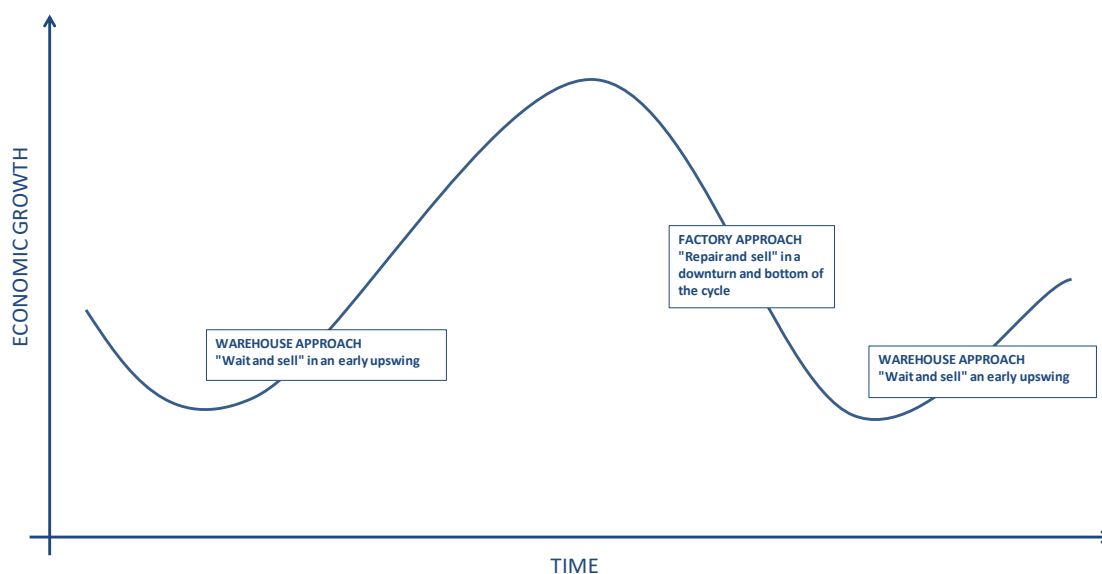 ECONOMIC GROWTH
FACTORY APPROACH
"Repair and sell" in a
downturn and bottom of
the cycle
WAREHOUSE APPROACH
"Wait and sell" in an early upswing
WAREHOUSE APPROACH
"Wait and sell" an early upswing
TIME